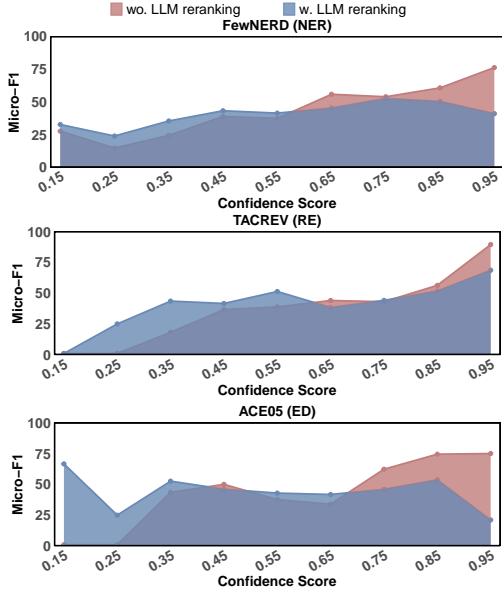 wo. LLM reranking w. LLM reranking
FewNERD (NER)
Micro−F1
100
75
50
25
0
0.15 0.25 0.35 0.45 0.55 0.65 0.75 0.85 0.95
Confidence Score
TACREV (RE)
Micro−F1
100
75
50
25
0
0.15 0.25 0.35 0.45 0.55 0.65 0.75 0.85 0.95
Confidence Score
ACE05 (ED)
Micro−F1
100
75
50
25
0
0.15 0.25 0.35 0.45 0.55 0.65 0.75 0.85 0.95
Confidence Score